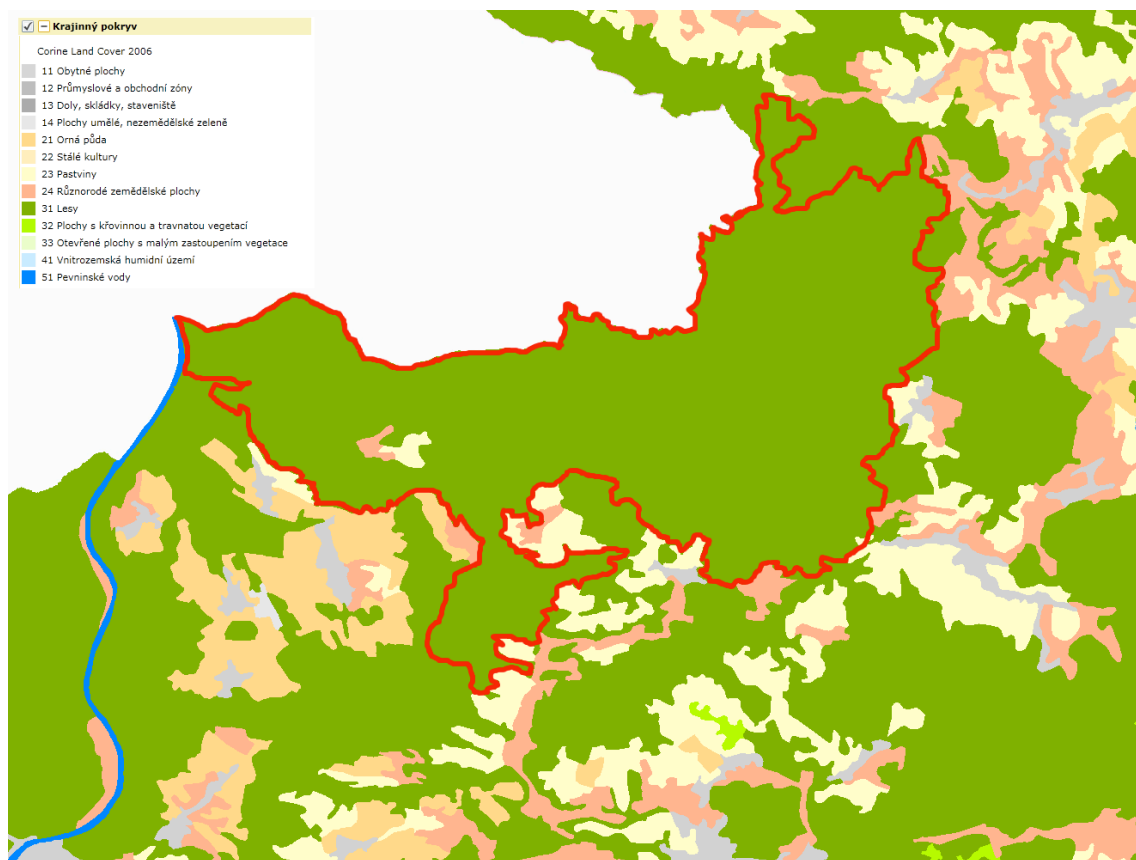 Krajinný pokryv
Corine Land Cover 2006
11 Obytné plochy
12 Průmyslové a obchodní zóny
13 Doly, skládky, staveniště
14 Plochy umělé, nezemědělské zeleně
21 Orná půda
22 Stálé kultury
23 Pastviny
24 Různorodé zemědělské plochy
31 Lesy
32 Plochy s křovinnou a travnatou vegetací
33 Otevřené plochy s malým zastoupením vegetace
41 Vnitrozemská humidní území
51 Pevninské vody